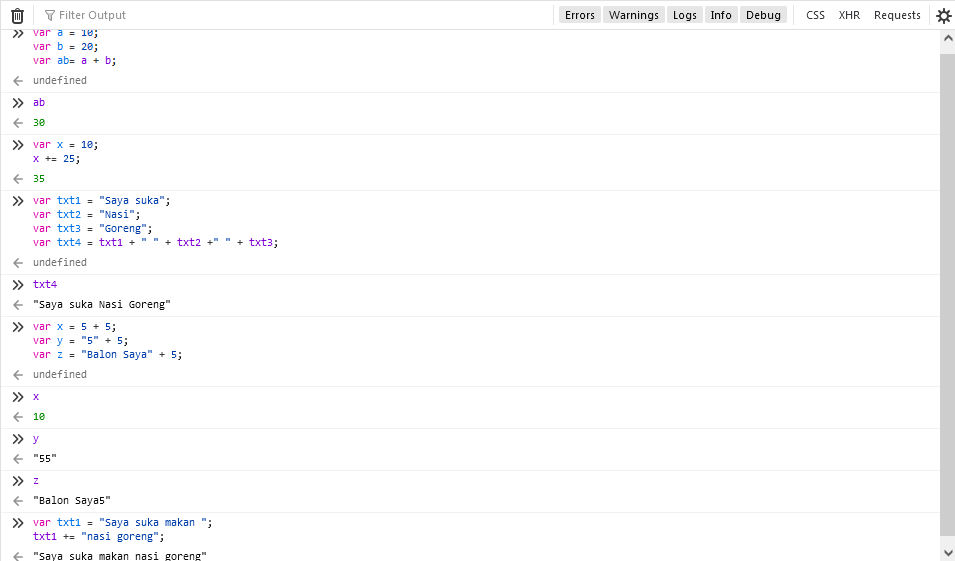 Filter Output
Errors Warnings Logs Info Debug CSS XHR Requests
var a = 10;
var b = 20;
var ab= a + b;
undefined
ab
30
var x = 10;
x += 25;
35
var txt1 = "Saya suka";
var txt2 = "Nasi";
var txt3 = "Goreng";
var txt4 = txt1 + " " + txt2 +" " + txt3;
undefined
txt4
"Saya suka Nasi Goreng"
var x = 5 + 5;
var y = "5" + 5;
var z = "Balon Saya" + 5;
undefined
x
10
y
"55"
z
"Balon Saya5"
var txt1 = "Saya suka makan ";
txt1 += "nasi goreng";
"Saya suka makan nasi goreng"